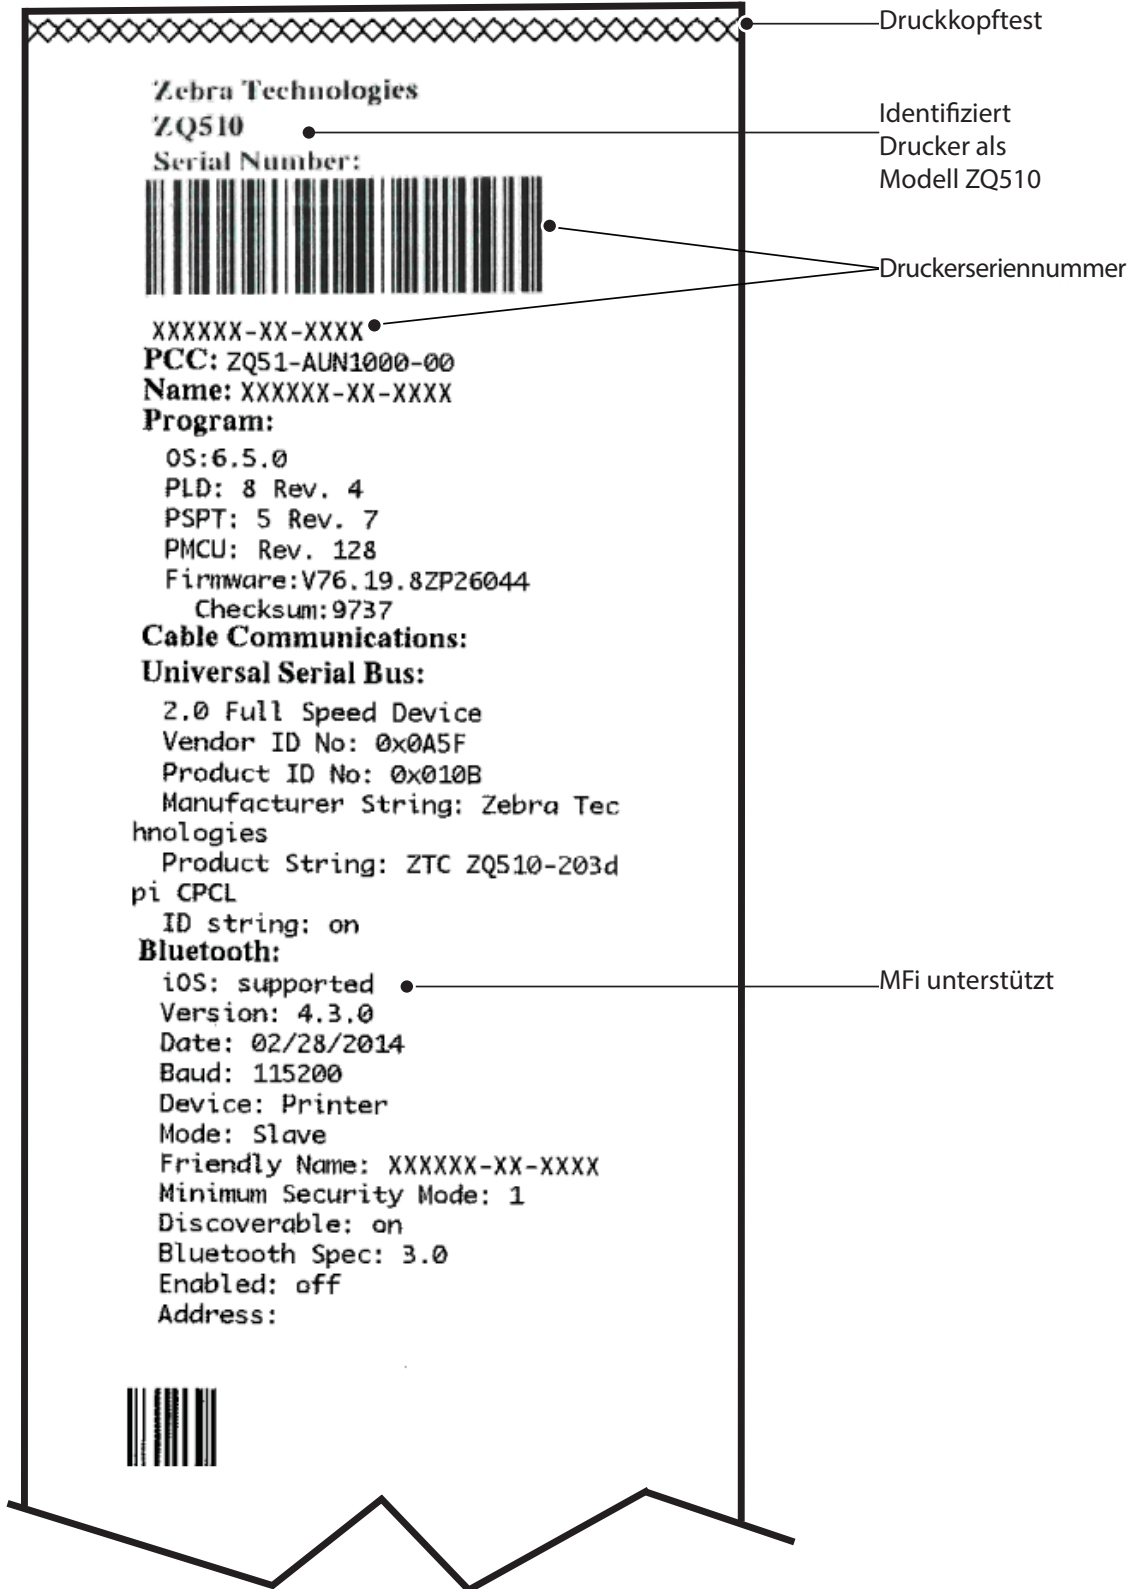 Druckkopftest
Zebra Technologies
ZQ510
Identifiziert
Drucker als
Modell ZQ510
Serial Number:
Druckerseriennummer
XXXXXX-XX-XXXX
PCC: ZQ51-AUN1000-00
Name: XXXXXX-XX-XXXX
Program:
OS:6.5.0
PLD: 8 Rev. 4
PSPT: 5 Rev. 7
PMCU: Rev. 128
Firmware:V76.19.8ZP26044
Checksum:9737
Cable Communications:
Universal Serial Bus:
2.0 Full Speed Device
Vendor ID No: 0x0A5F
Product ID No: 0x010B
Manufacturer String: Zebra Tec
hnologies
Product String: ZTC ZQ510-203d
pi CPCL
ID string: on
Bluetooth:
iOS: supported
MFi unterstützt
Version: 4.3.0
Date: 02/28/2014
Baud: 115200
Device: Printer
Mode: Slave
Friendly Name: XXXXXX-XX-XXXX
Minimum Security Mode: 1
Discoverable: on
Bluetooth Spec: 3.0
Enabled: off
Address: